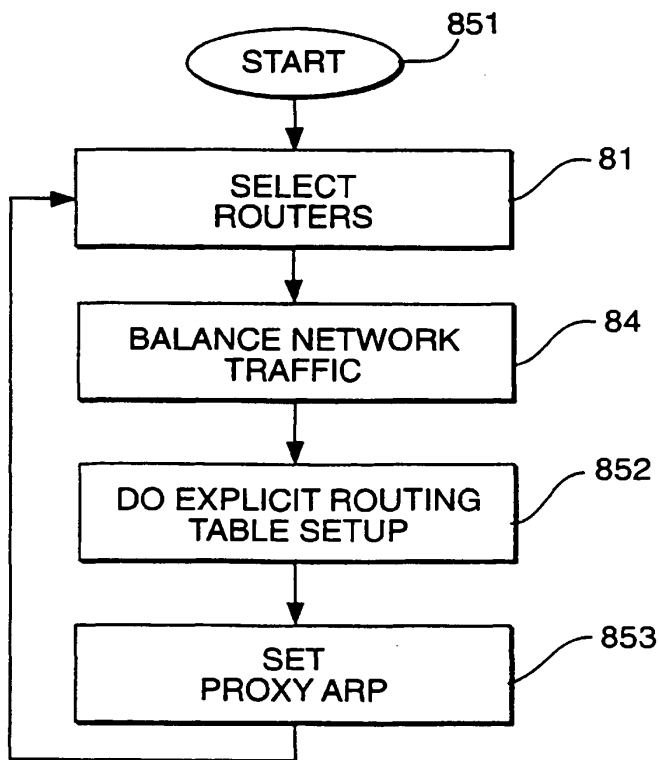 START
851
SELECT
ROUTERS
81
BALANCE NETWORK
TRAFFIC
84
DO EXPLICIT ROUTING
TABLE SETUP
852
SET
PROXY ARP
853